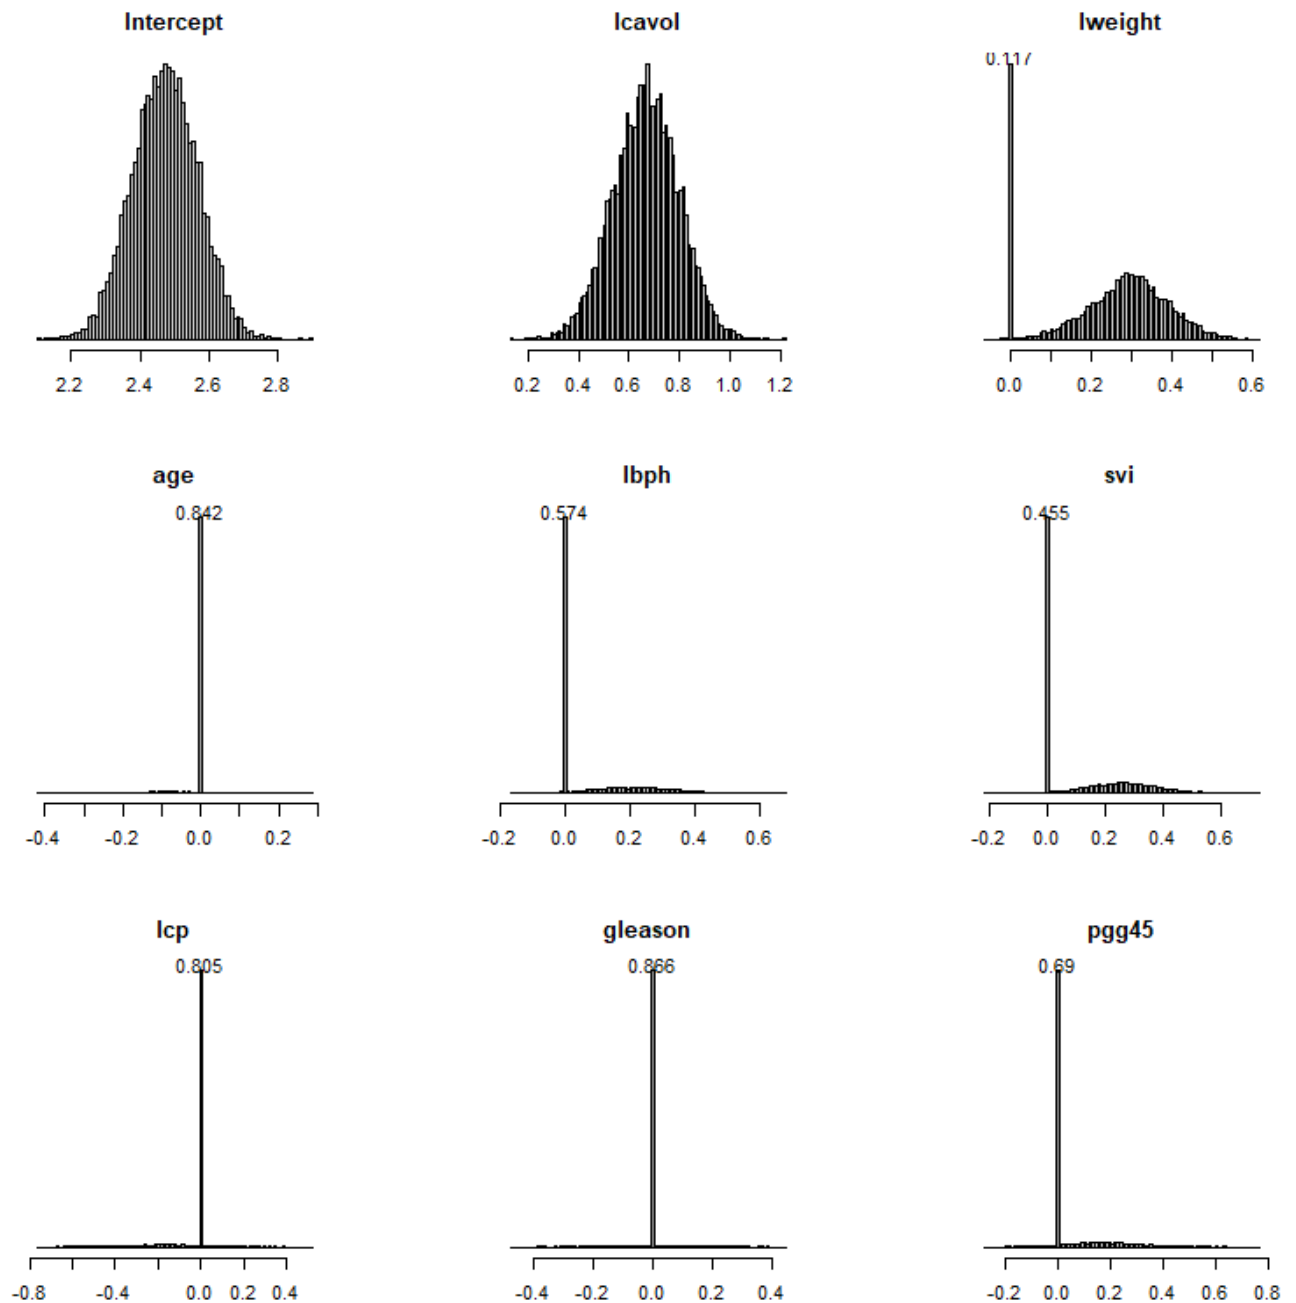 Intercept lcavol lweight
0.117
2.2 2.4 2.6 2.8 0.2 0.4 0.6 0.8 1.0 1.2 0.0 0.2 0.4 0.6
age lbph svi
0.842 0.574 0.455
-0.4 -0.2 0.0 0.2 -0.2 0.0 0.2 0.4 0.6 -0.2 0.0 0.2 0.4 0.6
lcp gleason pgg45
0.805 0.866 0.69
-0.8 -0.4 0.0 0.2 0.4 -0.4 -0.2 0.0 0.2 0.4 -0.2 0.0 0.2 0.4 0.6 0.8